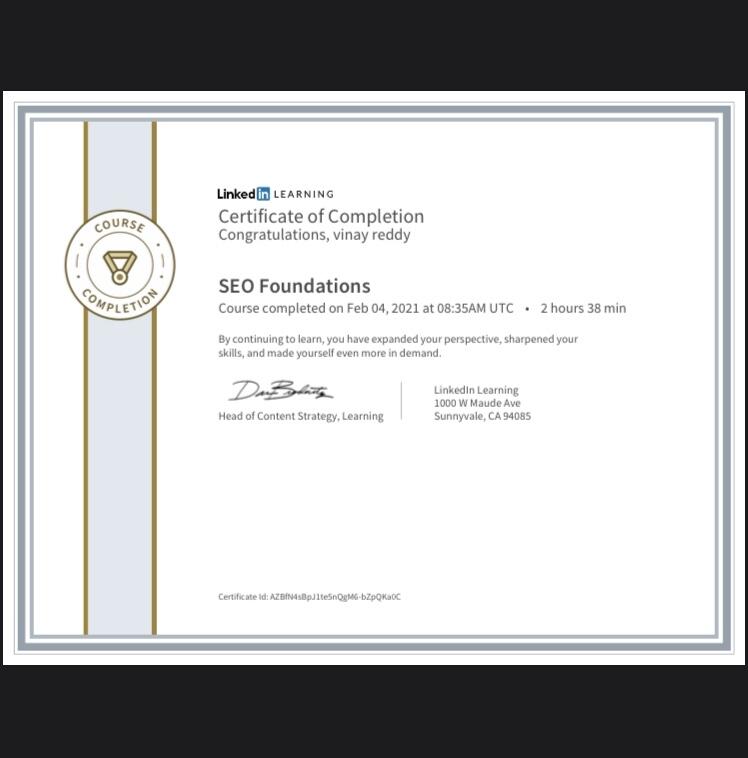 COURSE
COMPLETION
Linked in LEARNING
Certificate of Completion
Congratulations, vinay reddy
SEO Foundations
Course completed on Feb 04, 2021 at 08:35AM UTC • 2 hours 38 min
By continuing to learn, you have expanded your perspective, sharpened your
skills, and made yourself even more in demand.
Head of Content Strategy, Learning
LinkedIn Learning
1000 W Maude Ave
Sunnyvale, CA 94085
Certificate Id: AZBfN4sBpJ1te5nQgM6-bZpQKa0C